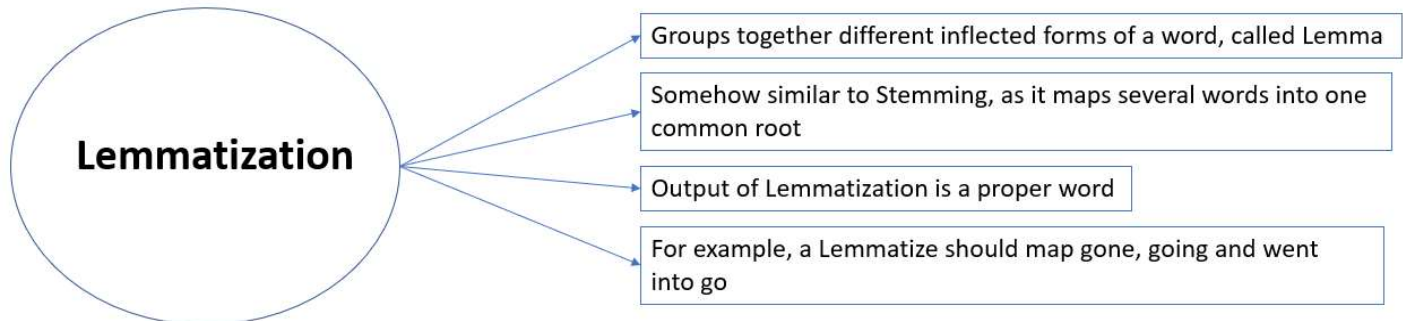 Lemmatization
Groups together different inflected forms of a word, called Lemma
Somehow similar to Stemming, as it maps several words into one
common root
Output of Lemmatization is a proper word
For example, a Lemmatize should map gone, going and went
into go